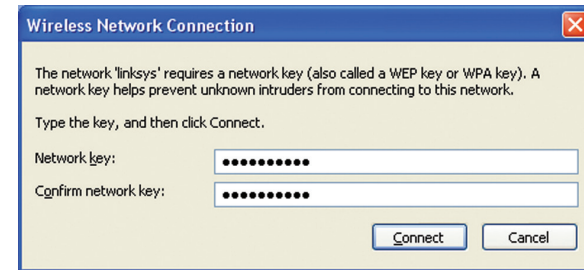 Wireless Network Connection
The network 'linksys' requires a network key (also called a WEP key or WPA key). A
network key helps prevent unknown intruders from connecting to this network.
Type the key, and then click Connect.
Network key: ••••••••••
Confirm network key: ••••••••••
Connect Cancel